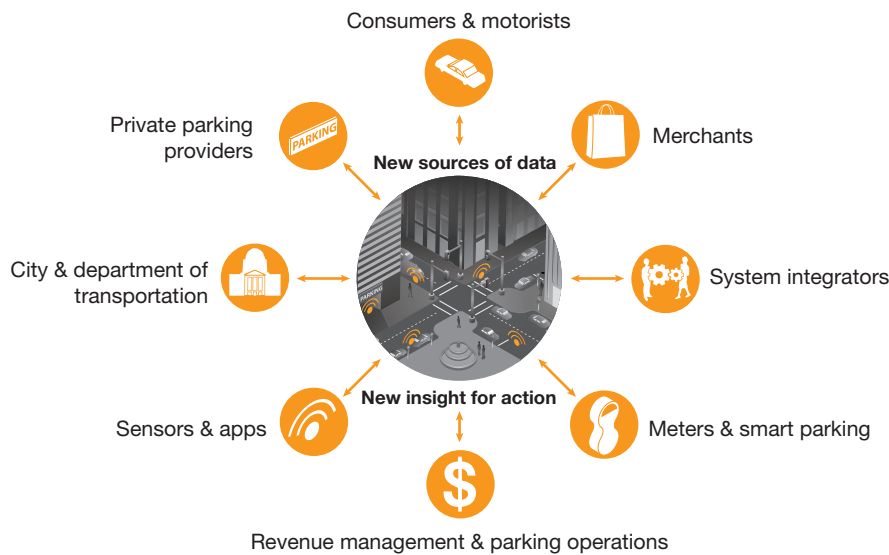 Consumers & motorists
Private parking
providers
PARKING
Merchants
New sources of data
City & department of
transportation
PARKING
System integrators
New insight for action
Sensors & apps
Meters & smart parking
$
Revenue management & parking operations